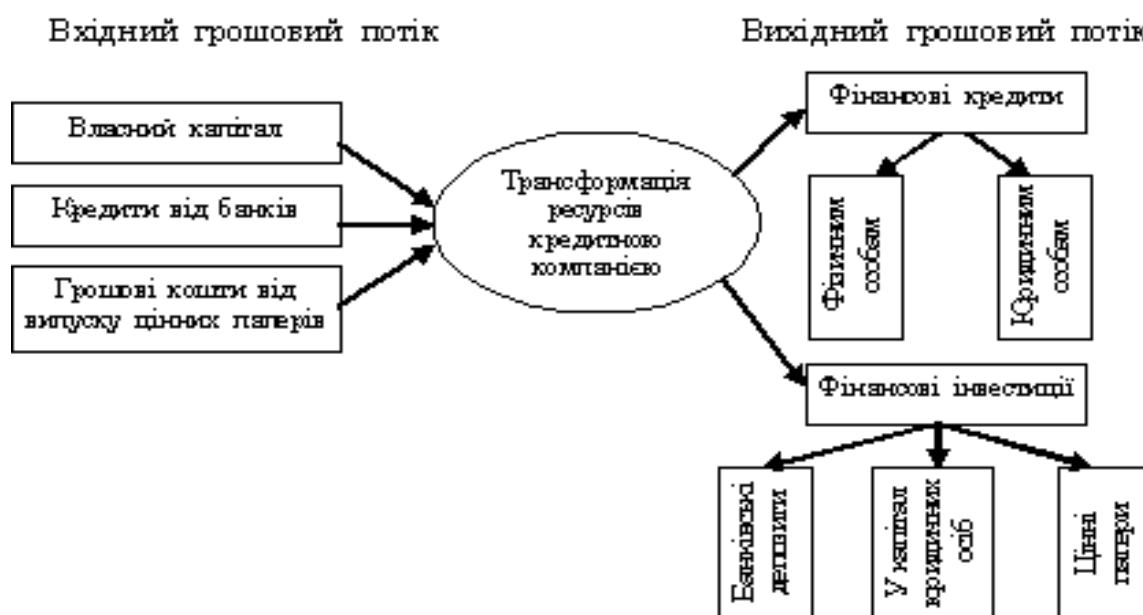 Вхідний грошовий потік
Вихідний грошовий потік
Власний капітал
Кредити від банків
Грошові кошти від
випуску цінних паперів
Трансформація
ресурсів
кредитною
компанією
Фінансові кредити
Фізичним
особам
Юридичним
особам
Фінансові інвестиції
Банківські
депозити
У капітал
юридичних
осіб
Цінні
папери